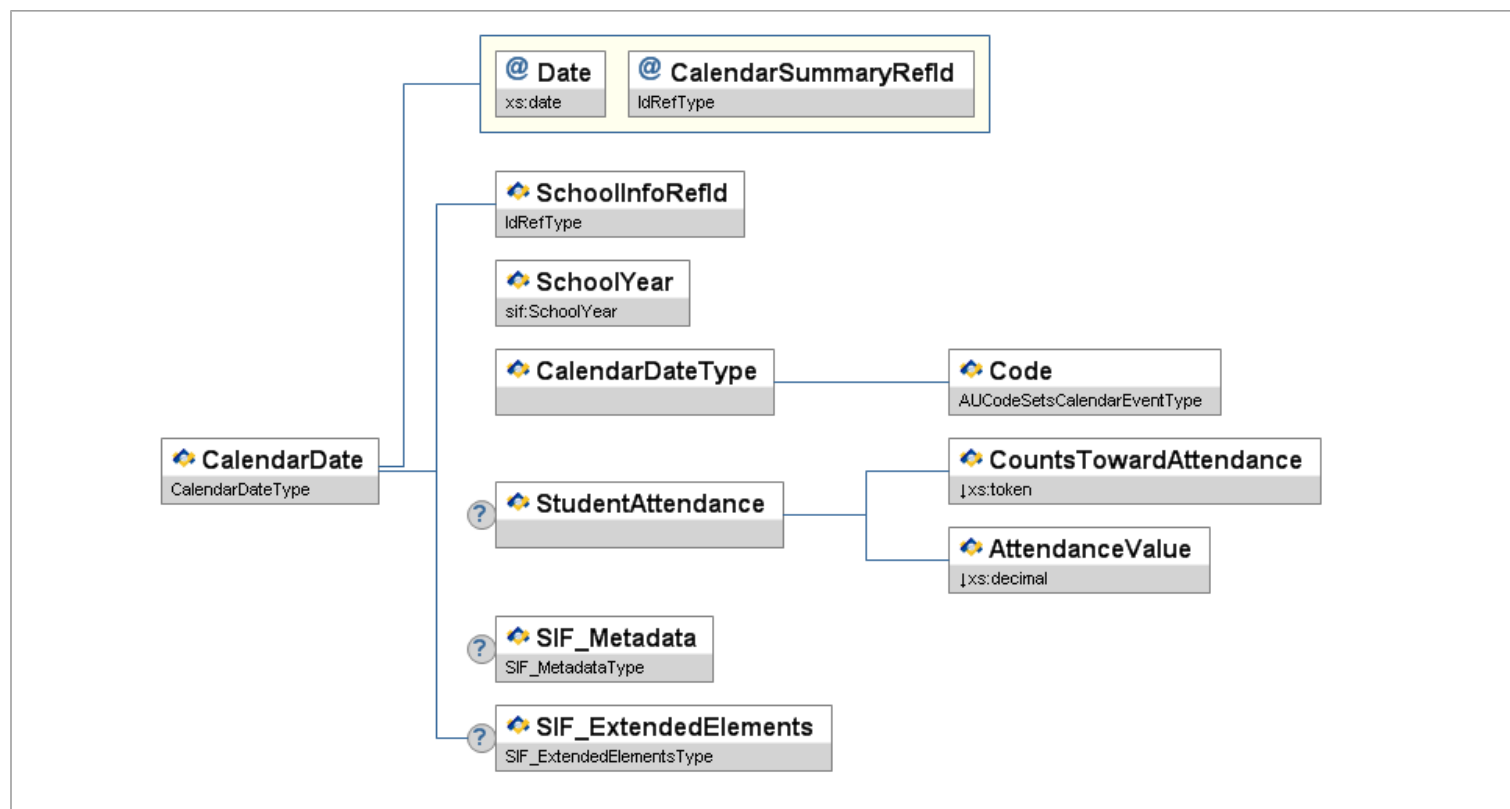 @ Date
xs:date
@ CalendarSummaryRefId
IdRefType
SchoolInfoRefId
IdRefType
SchoolYear
sif:SchoolYear
CalendarDateType
Code
AUCodeSetsCalendarEventType
CalendarDate
CalendarDateType
CountsTowardAttendance
↓xs:token
? StudentAttendance
AttendanceValue
↓xs:decimal
? SIF_Metadata
SIF_MetadataType
? SIF_ExtendedElements
SIF_ExtendedElementsType